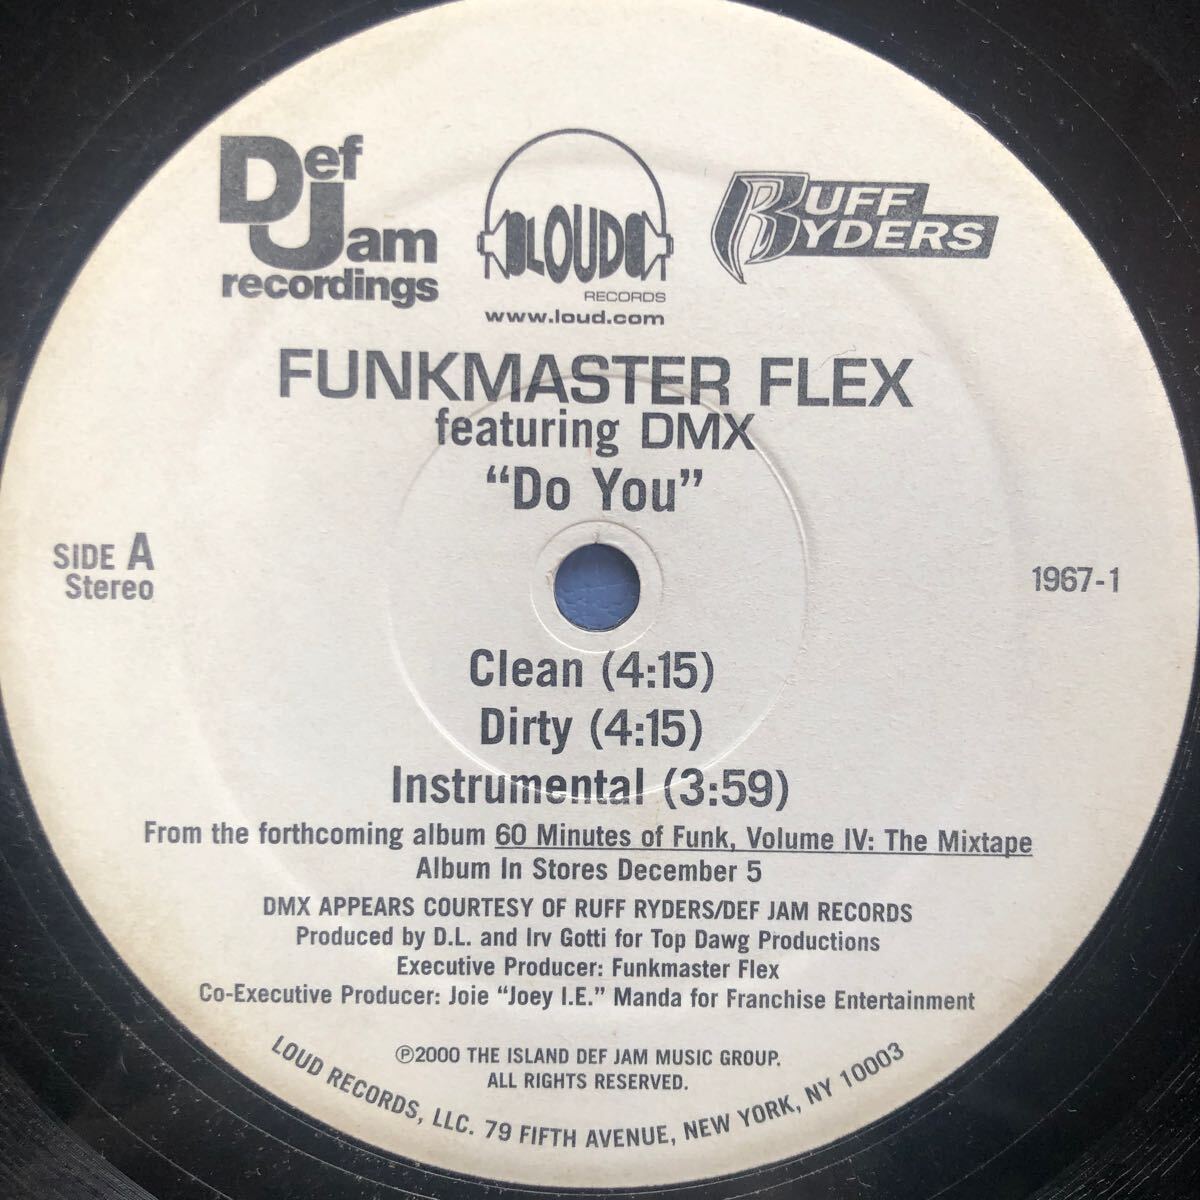 Def Jam recordings
LOUD
RECORDS
www.loud.com
RUFF RYDERS
FUNKMASTER FLEX
featuring DMX
“Do You”
SIDE A
Stereo
1967-1
Clean (4:15)
Dirty (4:15)
Instrumental (3:59)
From the forthcoming album 60 Minutes of Funk, Volume IV: The Mixtape
Album In Stores December 5
DMX APPEARS COURTESY OF RUFF RYDERS/DEF JAM RECORDS
Produced by D.L. and Irv Gotti for Top Dawg Productions
Executive Producer: Funkmaster Flex
Co-Executive Producer: Joie “Joey I.E.” Manda for Franchise Entertainment
℗2000 THE ISLAND DEF JAM MUSIC GROUP.
ALL RIGHTS RESERVED.
LOUD RECORDS, LLC. 79 FIFTH AVENUE, NEW YORK, NY 10003